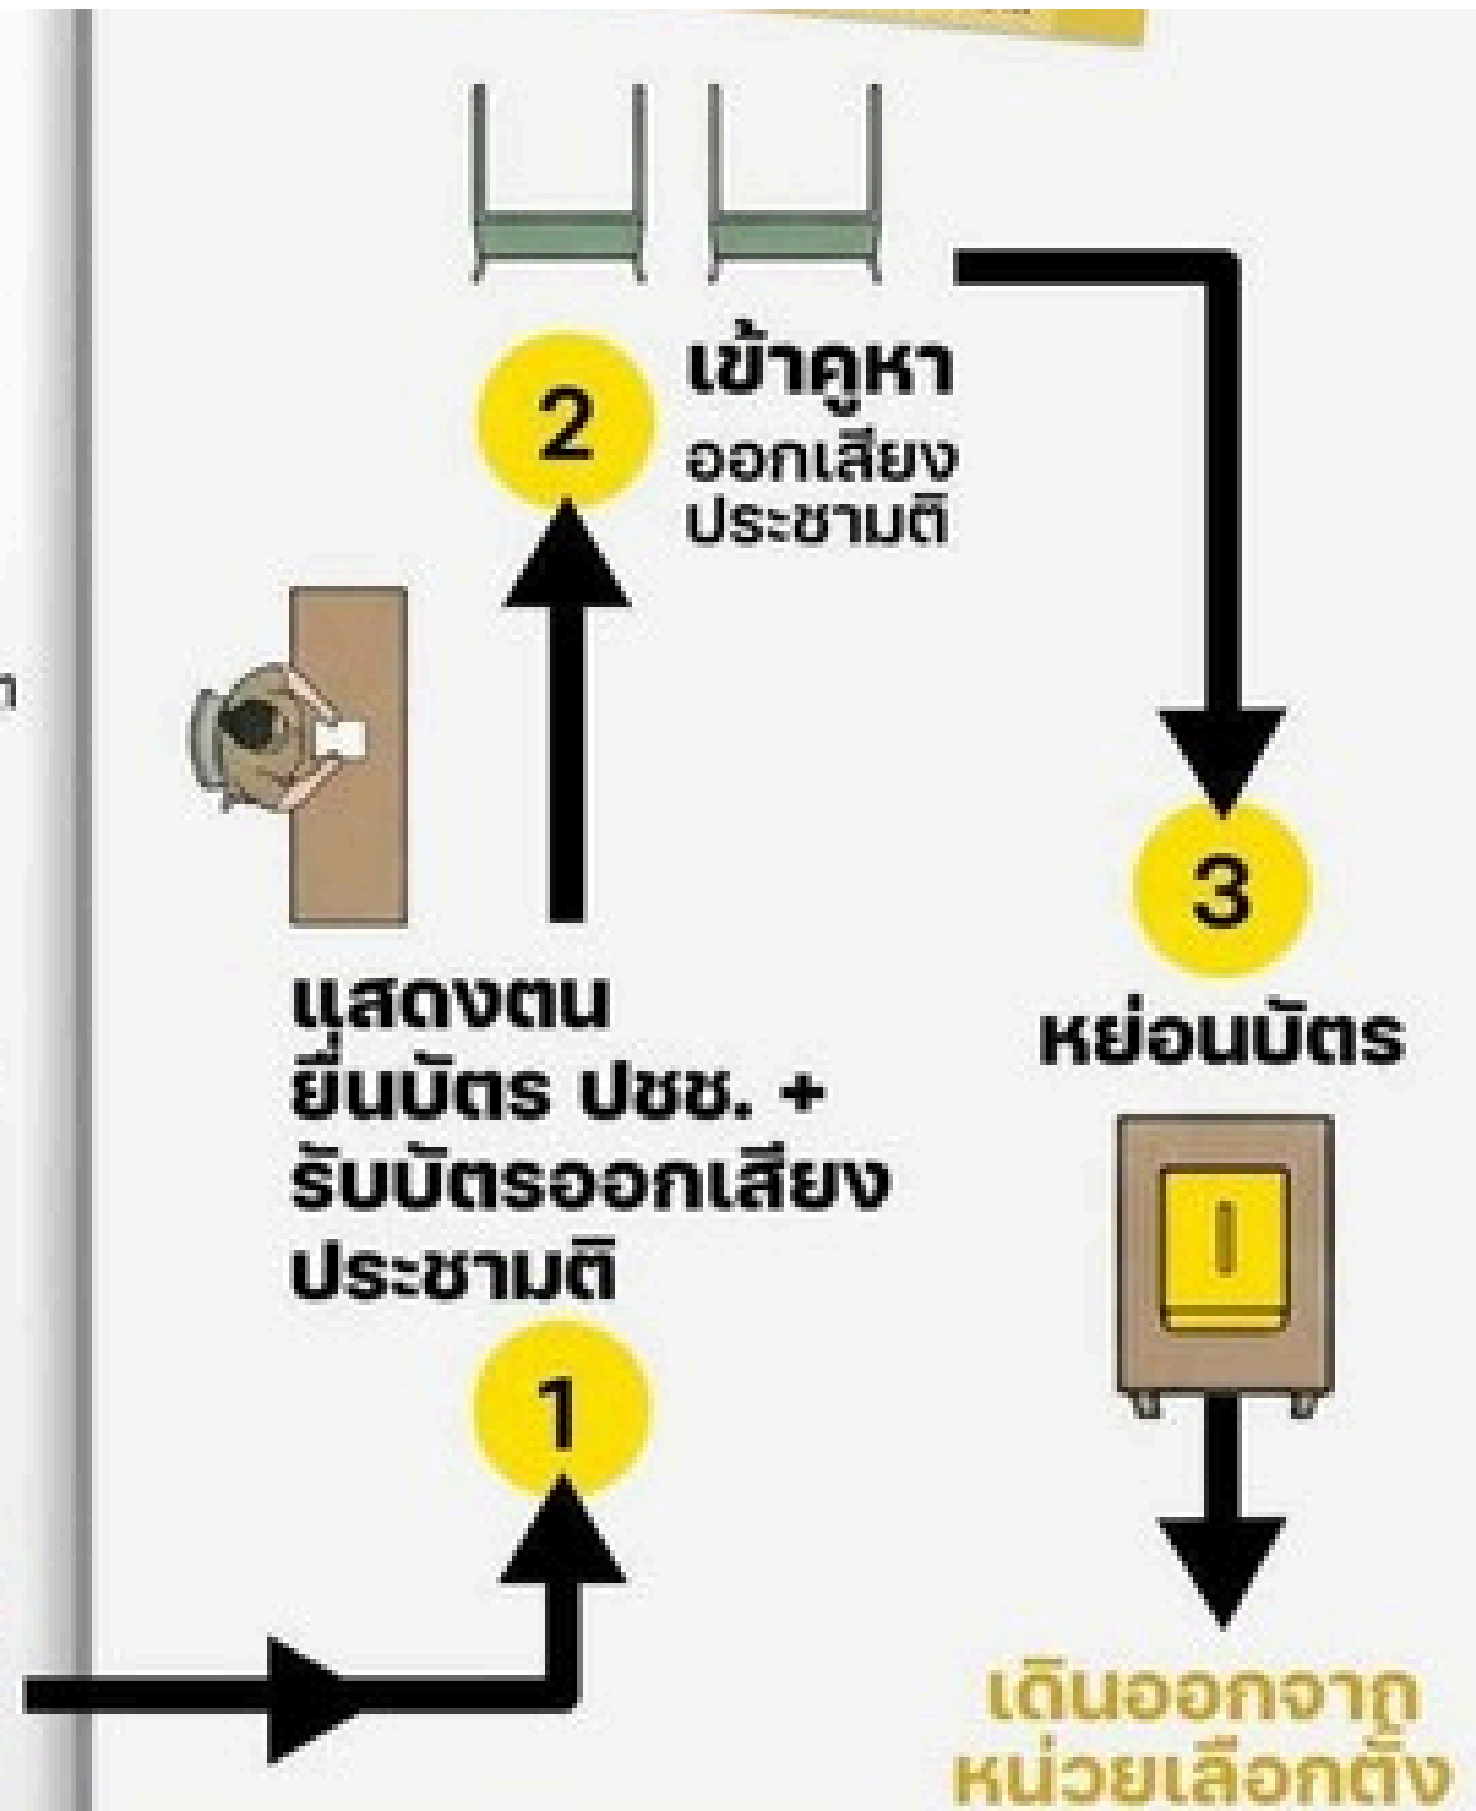 2
เข้าคูหา
ออกเสียง
ประชามติ
3
หย่อนบัตร
แสดงตน
ยื่นบัตร ปชช. +
รับบัตรออกเสียง
ประชามติ
1
เดินออกจาก
หน่วยเลือกตั้ง